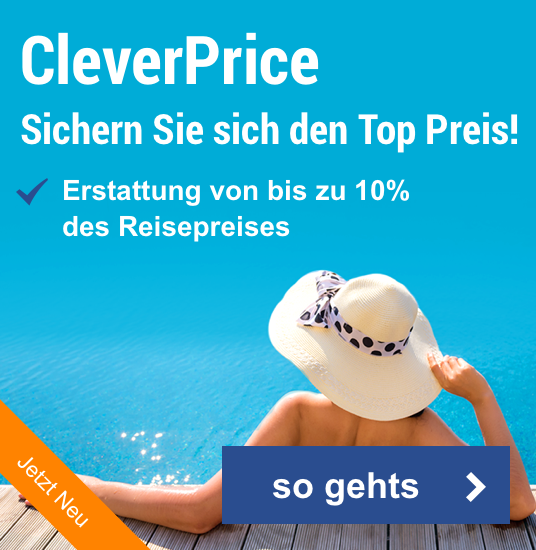 CleverPrice
Sichern Sie sich den Top Preis!
Erstattung von bis zu 10%
des Reisepreises
Jetzt Neu
so gehts